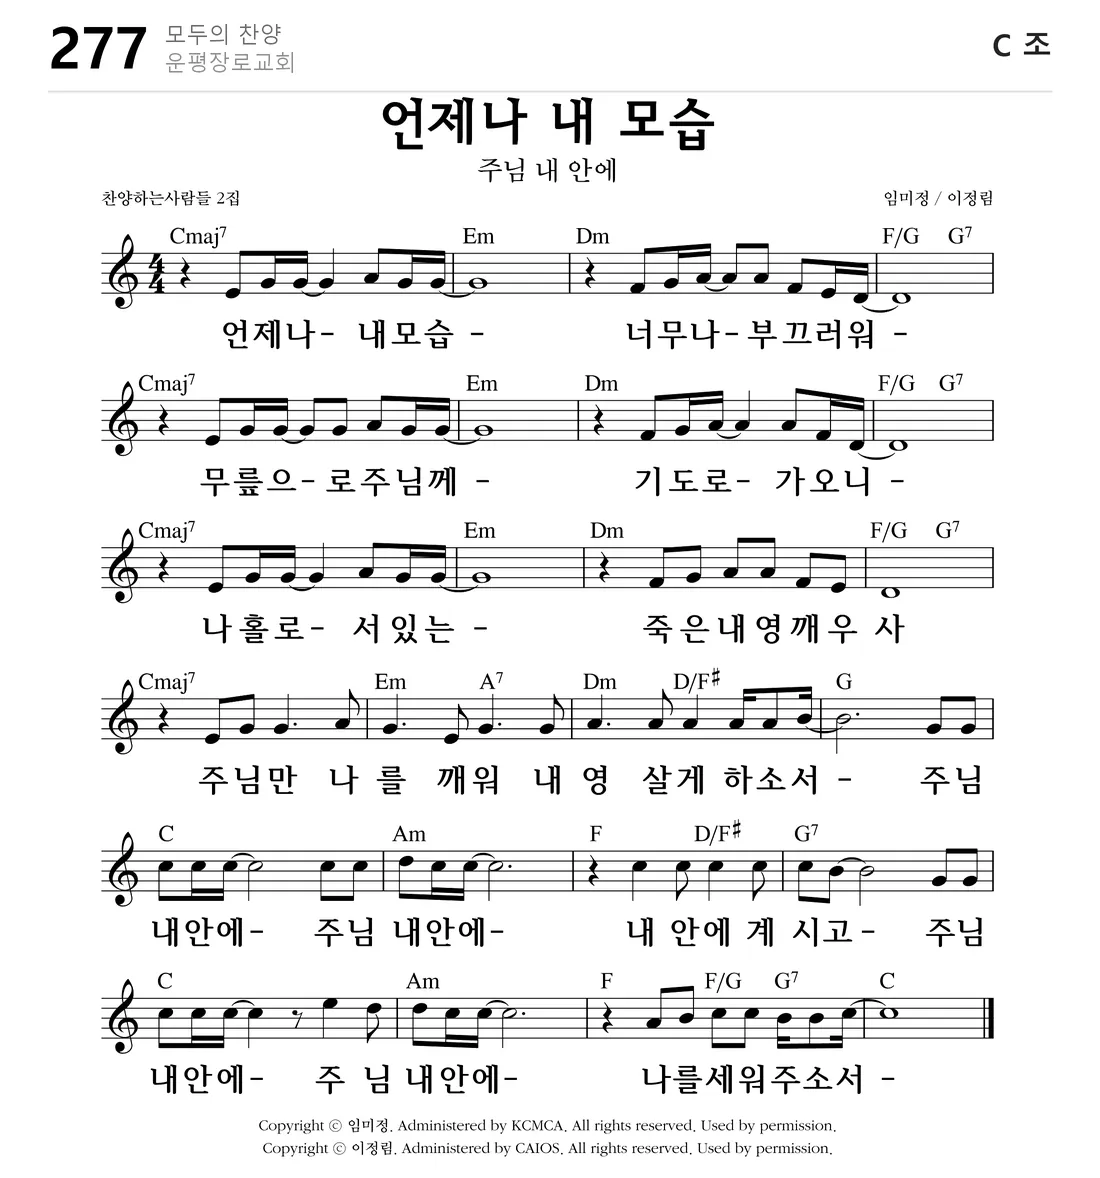 277 모두의 찬양
운평장로교회
C 조
언제나 내 모습
주님 내 안에
찬양하는사람들 2집 임미정 / 이정림
Cmaj7 Em Dm F/G G7
언제나- 내모습 - 너무나-부끄러워 -
Cmaj7 Em Dm F/G G7
무릎으-로주님께 - 기도로- 가오니 -
Cmaj7 Em Dm F/G G7
나홀로- 서있는 - 죽은내영깨우 사
Cmaj7 Em A7 Dm D/F♯ G
주님만 나 를 깨워 내 영 살게 하소서- 주님
C Am F D/F♯ G7
내안에- 주님 내안에- 내 안에 계 시고- 주님
C Am F F/G G7 C
내안에- 주 님 내안에- 나를세워주소서 -
Copyright ⓒ 임미정. Administered by KCMCA. All rights reserved. Used by permission.
Copyright ⓒ 이정림. Administered by CAIOS. All rights reserved. Used by permission.